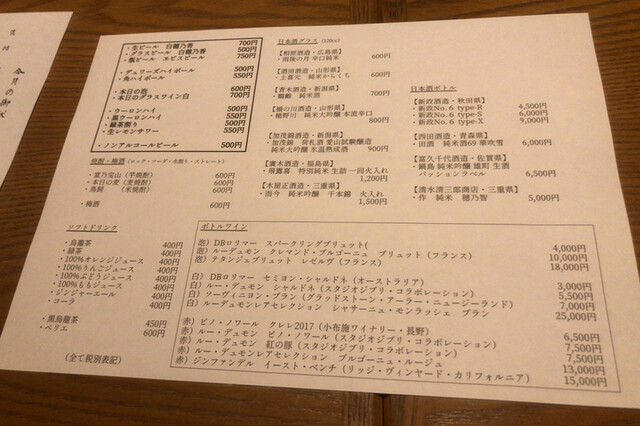 ・生ビール 白穂乃香 700円
・グラスビール 白穂乃香 500円
・瓶ビール ヱビスビール 750円
・デュワーズハイボール 500円
・角ハイボール 550円
・本日の泡 600円
・本日のグラスワイン白 700円
・ウーロンハイ 500円
・黒ウーロンハイ 550円
・緑茶割り 500円
・生レモンサワー 550円
・ノンアルコールビール 500円
焼酎・梅酒 (ロック・ソーダ・水割り・ストレート)
・富乃宝山 (芋焼酎) 600円
・本日の麦 (麦焼酎) 600円
・鳥飼 (米焼酎) 600円
・梅酒 600円
ソフトドリンク
・烏龍茶 400円
・緑茶 400円
・100%オレンジジュース 400円
・100%りんごジュース 400円
・100%ぶどうジュース 400円
・100%ももジュース 400円
・ジンジャーエール 400円
・コーラ 400円
・黒烏龍茶 450円
・ペリエ 600円
(全て税別表記)
日本酒グラス (120cc)
【相原酒造・広島県】
・雨後の月 辛口純米 600円
【酒田酒造・山形県】
・上喜元 純米からくち 600円
【青木酒造・新潟県】
・鶴齢 純米酒 700円
【楯の川酒造・山形県】
・楯野川 純米大吟醸 本流辛口
800円
【加茂錦酒造・新潟県】
・加茂錦 荷札酒 愛山試験醸造
純米大吟醸 氷温熟成酒 900円
【廣木酒造・福島県】
・飛露喜 特別純米 生詰 一回火入れ
1,200円
【木屋正酒造・三重県】
・而今 純米吟醸 千本錦 火入れ
1,500円
日本酒ボトル
【新政酒造・秋田県】
・新政No.6 type-R 4,500円
・新政No.6 type-S 6,000円
・新政No.6 type-X 9,000円
【西田酒造・青森県】
・田酒 純米酒69 華吹雪 6,000円
【富久千代酒造・佐賀県】
・鍋島 純米吟醸 雄町 生酒
パッションラベル 6,500円
【清水清三郎商店・三重県】
・作 純米 穂乃智 5,000円
ボトルワイン
泡) DBロリマー スパークリングブリュット( 4,000円
泡) ルーデュモン クレマンド・ブルゴーニュ ブリュット (フランス) 10,000円
泡) テタンジェブリュット レゼルヴ (フランス) 18,000円
白) DBロリマー セミヨン・シャルドネ (オーストラリア) 3,000円
白) ルー・デュモン シャルドネ (スタジオジブリ・コラボレーション) 5,500円
白) ソーヴィニヨン・ブラン (グラッドストーン・アーラー・ニュージーランド) 7,000円
白) ルーデュモンレアセレクション シャサーニュ・モンラッシェ ブラン 25,000円
赤) ピノ・ノワール クレレ2017 (小布施ワイナリー・長野) 6,500円
赤) ルー・デュモン ピノ・ノワール (スタジオジブリ・コラボレーション) 7,500円
赤) ルー・デュモン 紅の豚 (スタジオジブリ・コラボレーション) 7,500円
赤) ルーデュモンレアセレクション ブルゴーニュ・ルージュ 13,000円
赤) ジンファンデル イースト・ベンチ (リッジ・ヴィンヤード・カリフォルニア) 15,000円